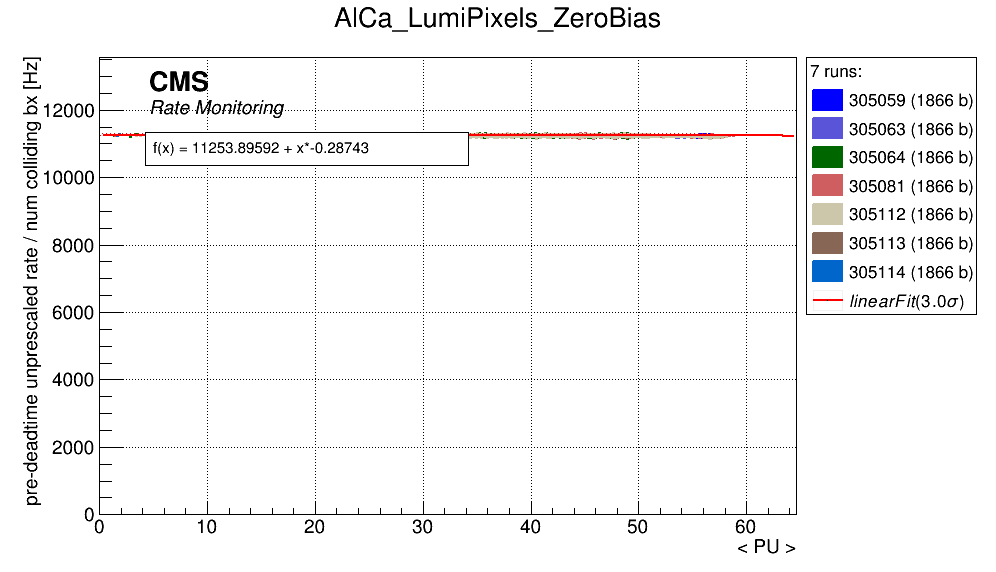 AlCa_LumiPixels_ZeroBias
pre-deadtime unprescaled rate / num colliding bx [Hz]
CMS
Rate Monitoring
f(x) = 11253.89592 + x*-0.28743
12000
10000
8000
6000
4000
2000
0
0 10 20 30 40 50 60
< PU >
7 runs:
305059 (1866 b)
305063 (1866 b)
305064 (1866 b)
305081 (1866 b)
305112 (1866 b)
305113 (1866 b)
305114 (1866 b)
linearFit(3.0σ)